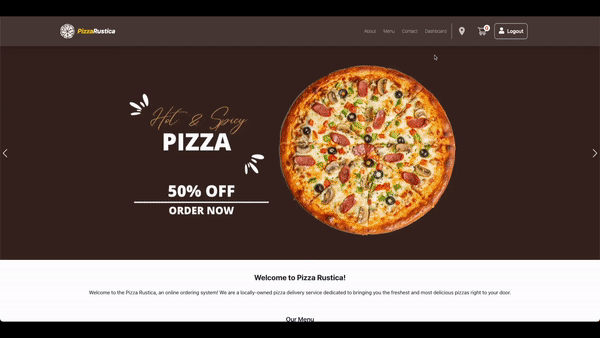 PizzaRustica
About Menu Contact Dashboard 0 Logout
Hot & Spicy
PIZZA
50% OFF
ORDER NOW
Welcome to Pizza Rustica!
Welcome to the Pizza Rustica, an online ordering system! We are a locally-owned pizza delivery service dedicated to bringing you the freshest and most delicious pizzas right to your door.
Our Menu